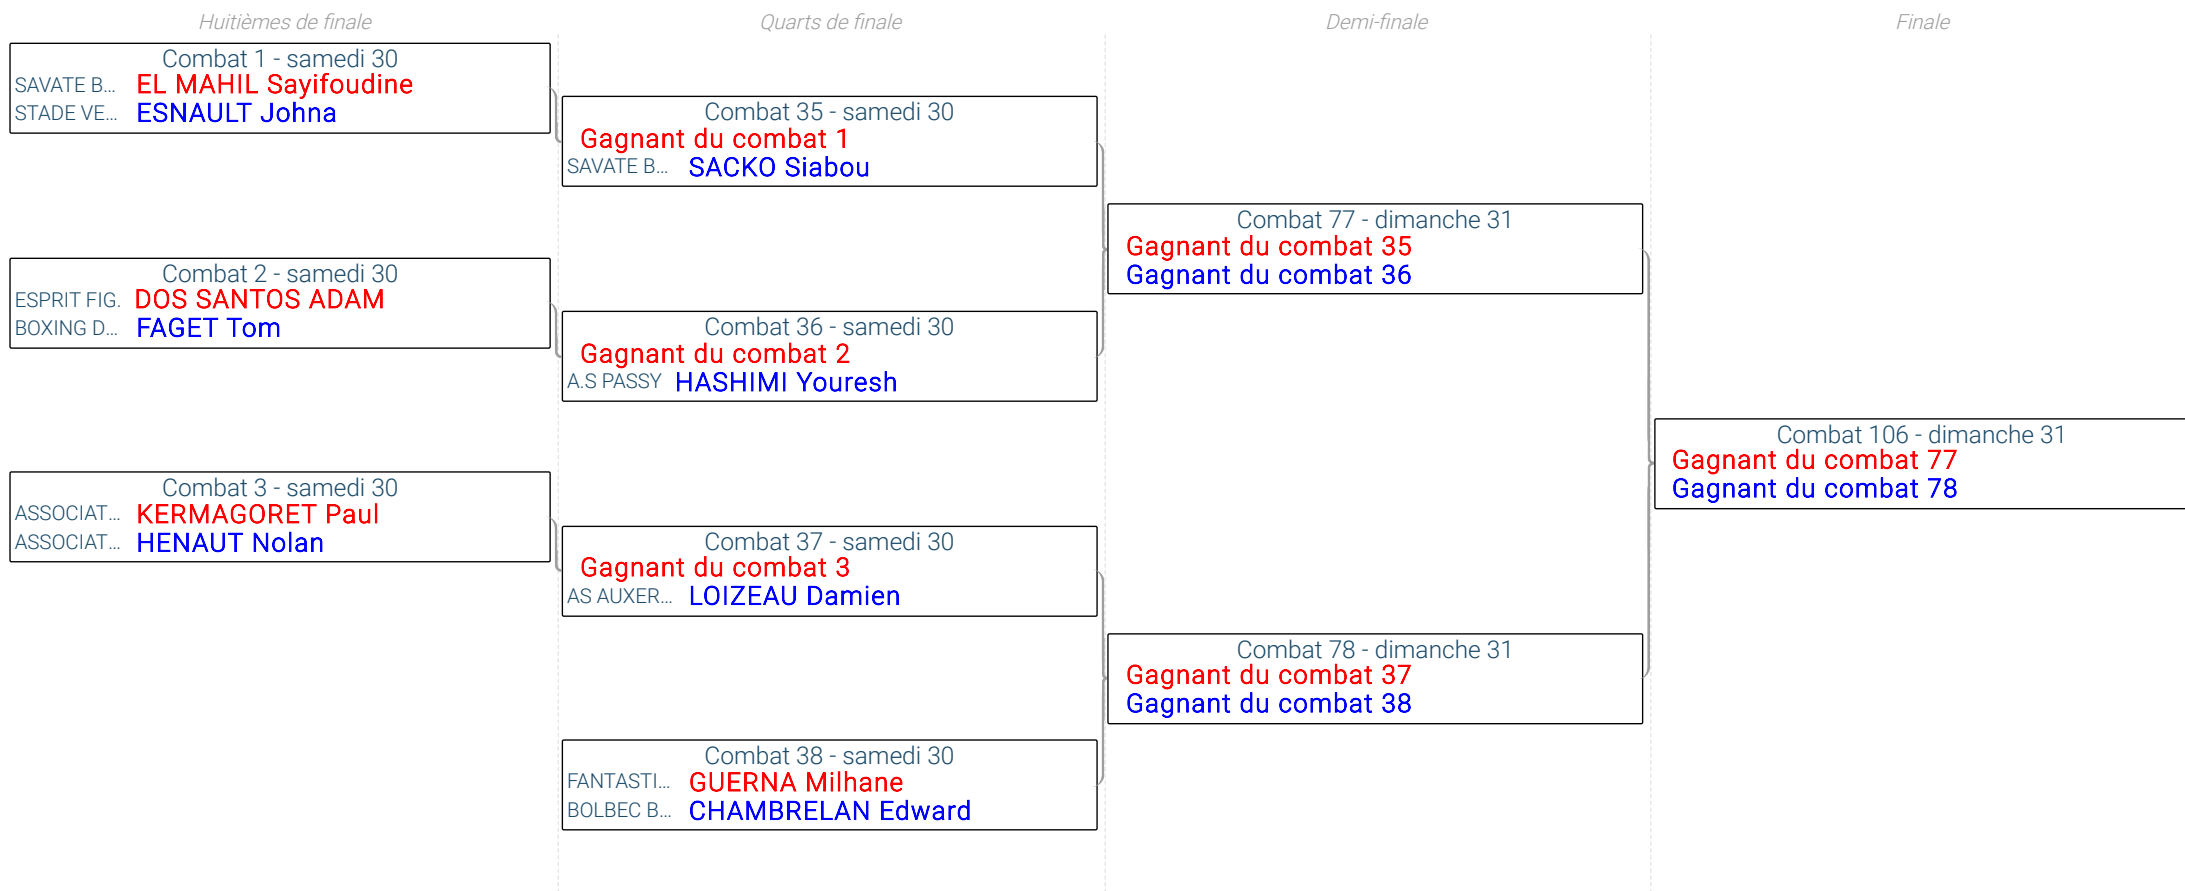 Huitièmes de finale
Quarts de finale
Demi-finale
Finale
Combat 1 - samedi 30
SAVATE B... EL MAHIL Sayifoudine
STADE VE... ESNAULT Johna
Combat 35 - samedi 30
Gagnant du combat 1
SAVATE B... SACKO Siabou
Combat 77 - dimanche 31
Gagnant du combat 35
Gagnant du combat 36
Combat 2 - samedi 30
ESPRIT FIG. DOS SANTOS ADAM
BOXING D... FAGET Tom
Combat 36 - samedi 30
Gagnant du combat 2
A.S PASSY HASHIMI Youresh
Combat 106 - dimanche 31
Gagnant du combat 77
Gagnant du combat 78
Combat 3 - samedi 30
ASSOCIAT... KERMAGORET Paul
ASSOCIAT... HENAUT Nolan
Combat 37 - samedi 30
Gagnant du combat 3
AS AUXER... LOIZEAU Damien
Combat 78 - dimanche 31
Gagnant du combat 37
Gagnant du combat 38
Combat 38 - samedi 30
FANTASTI... GUERNA Milhane
BOLBEC B... CHAMBRELAN Edward